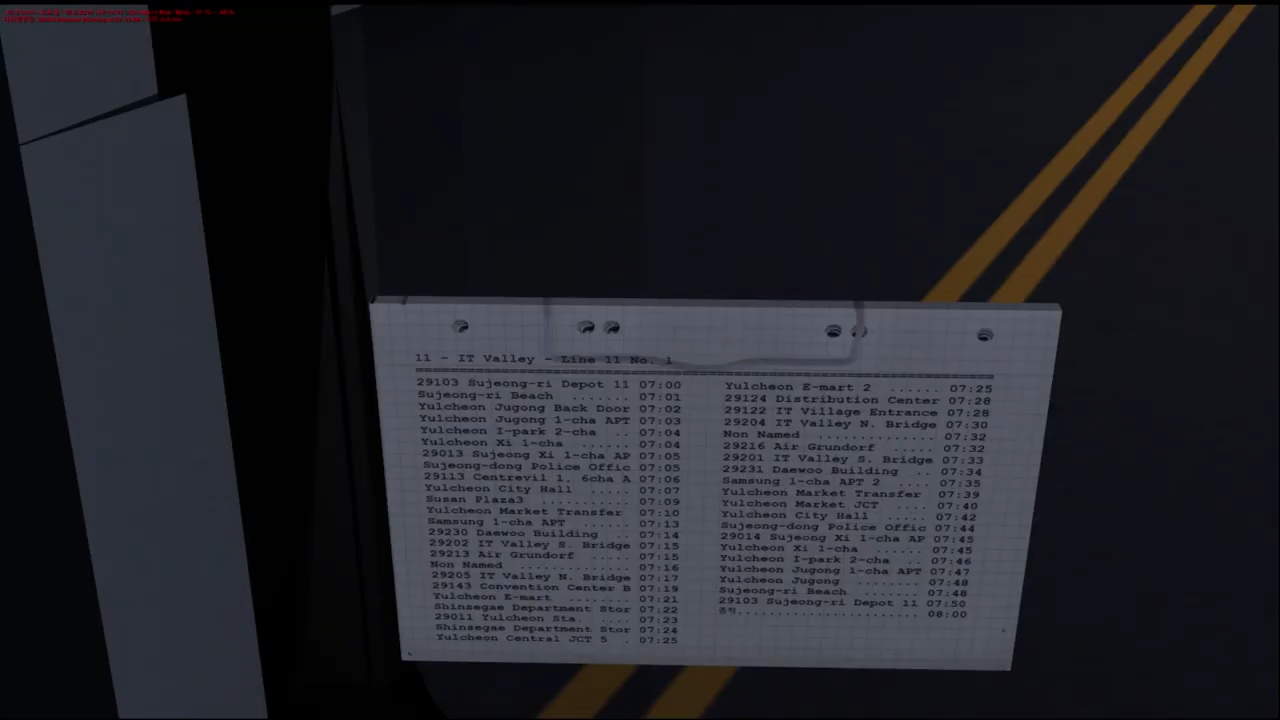 11 - IT Valley - Line 11 No. 1
29103 Sujeong-ri Depot 11 07:00
Sujeong-ri Beach ....... 07:01
Yulcheon Jugong Back Door 07:02
Yulcheon Jugong 1-cha APT 07:03
Yulcheon I-park 2-cha .. 07:04
Yulcheon Xi 1-cha ...... 07:04
29013 Sujeong Xi 1-cha AP 07:05
Sujeong-dong Police Offic 07:05
29113 Centrevil 1, 6cha A 07:06
Yulcheon City Hall ..... 07:07
Susan Plaza3 ........... 07:09
Yulcheon Market Transfer 07:10
Samsung 1-cha APT ...... 07:13
29230 Daewoo Building .. 07:14
29202 IT Valley S. Bridge 07:15
29213 Air Grundorf ..... 07:15
Non Named ............. 07:16
29205 IT Valley N. Bridge 07:17
29143 Convention Center B 07:19
Yulcheon E-mart ........ 07:21
Shinsegae Department Stor 07:22
29011 Yulcheon Sta. .... 07:23
Shinsegae Department Stor 07:24
Yulcheon Central JCT 5 . 07:25
Yulcheon E-mart 2 ...... 07:25
29124 Distribution Center 07:28
29122 IT Village Entrance 07:28
29204 IT Valley N. Bridge 07:30
Non Named ............. 07:32
29216 Air Grundorf ..... 07:32
29201 IT Valley S. Bridge 07:33
29231 Daewoo Building .. 07:34
Samsung 1-cha APT 2 .... 07:35
Yulcheon Market Transfer 07:39
Yulcheon Market JCT .... 07:40
Yulcheon City Hall ..... 07:42
Sujeong-dong Police Offic 07:44
29014 Sujeong Xi 1-cha AP 07:45
Yulcheon Xi 1-cha ...... 07:45
Yulcheon I-park 2-cha .. 07:46
Yulcheon Jugong 1-cha APT 07:47
Yulcheon Jugong ........ 07:48
Sujeong-ri Beach ....... 07:48
29103 Sujeong-ri Depot 11 07:50
....................... 08:00